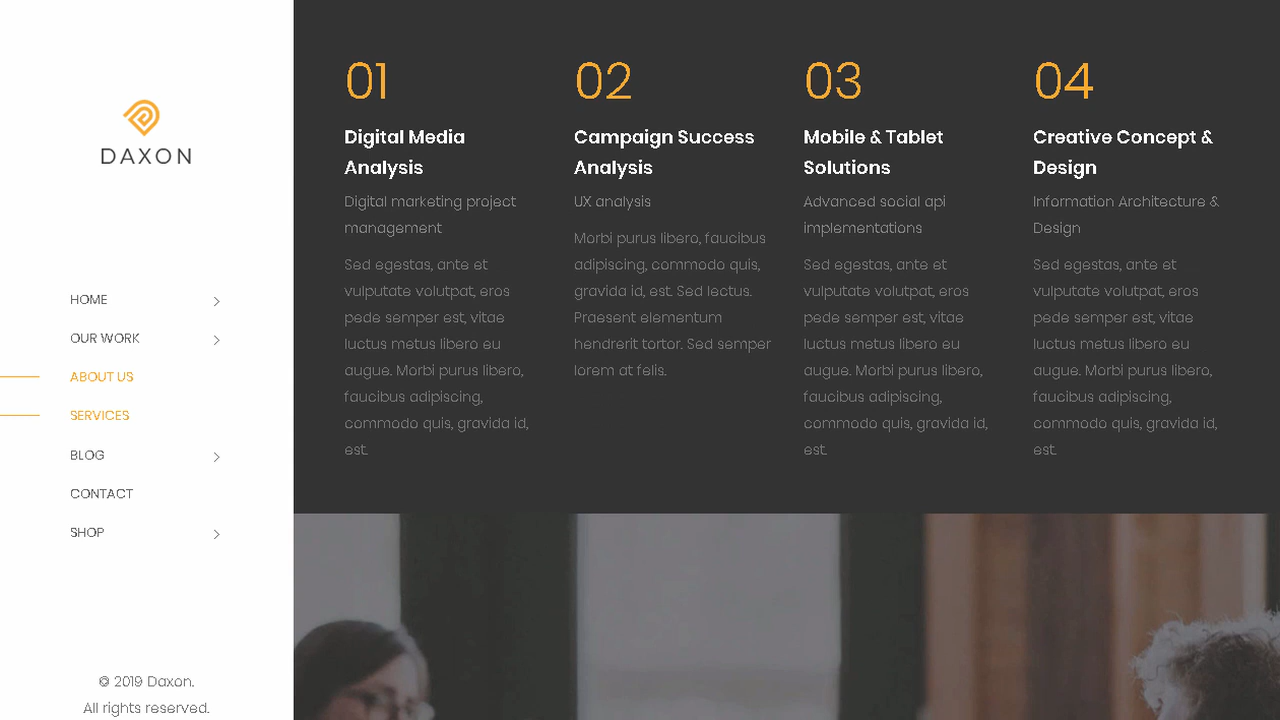 DAXON
HOME
OUR WORK
ABOUT US
SERVICES
BLOG
CONTACT
SHOP
© 2019 Daxon.
All rights reserved.
01
Digital Media
Analysis
Digital marketing project
management
Sed egestas, ante et
vulputate volutpat, eros
pede semper est, vitae
luctus metus libero eu
augue. Morbi purus libero,
faucibus adipiscing,
commodo quis, gravida id,
est.
02
Campaign Success
Analysis
UX analysis
Morbi purus libero, faucibus
adipiscing, commodo quis,
gravida id, est. Sed lectus.
Praesent elementum
hendrerit tortor. Sed semper
lorem at felis.
03
Mobile & Tablet
Solutions
Advanced social api
implementations
Sed egestas, ante et
vulputate volutpat, eros
pede semper est, vitae
luctus metus libero eu
augue. Morbi purus libero,
faucibus adipiscing,
commodo quis, gravida id,
est.
04
Creative Concept &
Design
Information Architecture &
Design
Sed egestas, ante et
vulputate volutpat, eros
pede semper est, vitae
luctus metus libero eu
augue. Morbi purus libero,
faucibus adipiscing,
commodo quis, gravida id,
est.